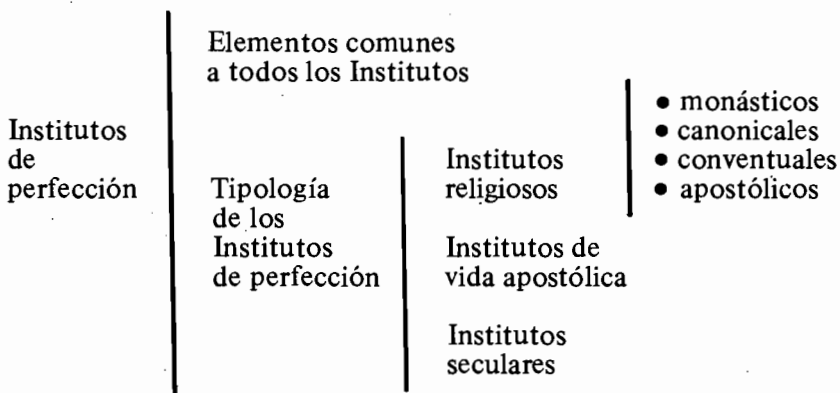 Institutos
de
perfección
Elementos comunes
a todos los Institutos
Tipología
de los
Institutos
de perfección
Institutos
religiosos
• monásticos
• canonicales
• conventuales
• apostólicos
Institutos de
vida apostólica
Institutos
seculares